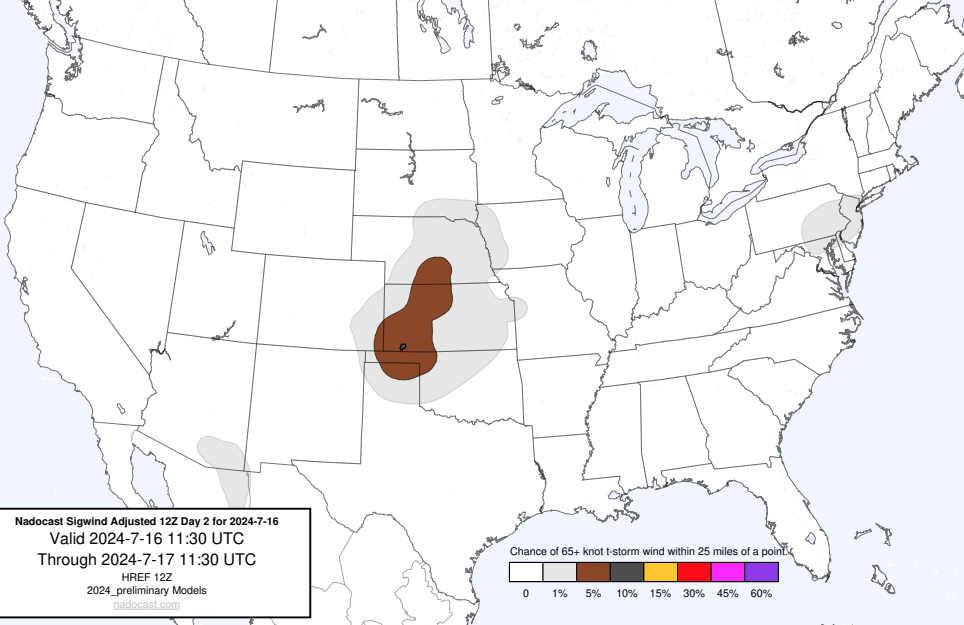 Nadocast Sigwind Adjusted 12Z Day 2 for 2024-7-16
Valid 2024-7-16 11:30 UTC
Through 2024-7-17 11:30 UTC
HREF 12Z
2024_preliminary Models
nadocast.com
Chance of 65+ knot t-storm wind within 25 miles of a point.
0 1% 5% 10% 15% 30% 45% 60%